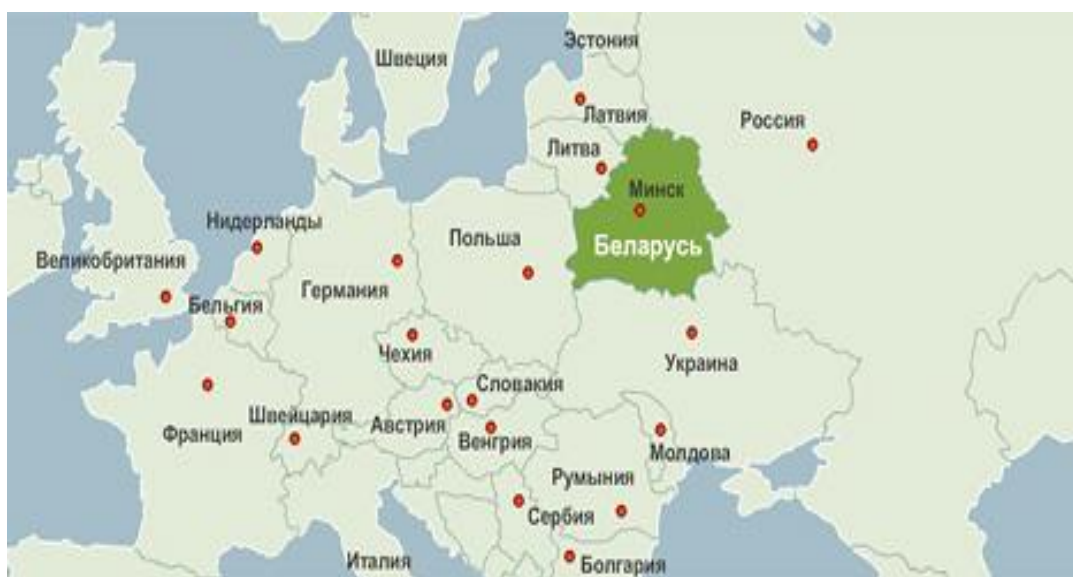 Эстония
Швеция
Латвия
Россия
Литва
Минск
Нидерланды
Польша
Беларусь
Великобритания
Германия
Бельгия
Чехия
Украина
Словакия
Швейцария
Австрия
Франция
Венгрия
Молдова
Румыния
Сербия
Италия
Болгария